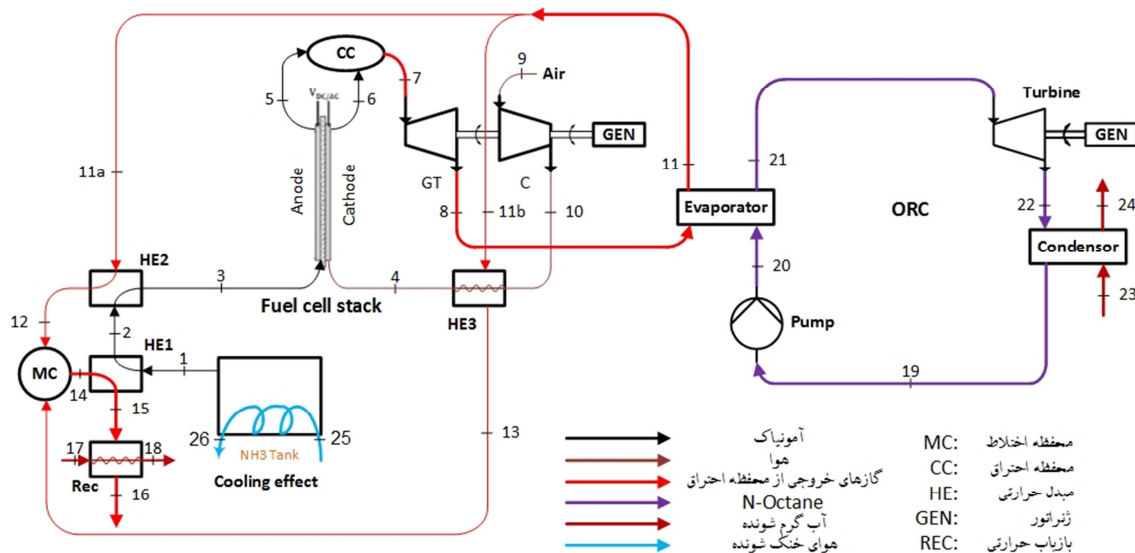 CC
9
Air
7
5
V DC/AC
6
Turbine
GEN
GEN
11a
Anode
Cathode
GT
C
11
21
8
11b
10
Evaporator
ORC
22
24
Condensor
HE2
3
4
20
23
Fuel cell stack
HE3
12
2
Pump
HE1
1
MC
14
15
19
26
25
13
17
18
NH3 Tank
Rec
16
Cooling effect
آمونیاک
هوا
گازهای خروجی از محفظه احتراق
N-Octane
آب گرم شونده
هوای خنک شونده
MC: محفظه اختلاط
CC: محفظه احتراق
HE: مبدل حرارتی
GEN: ژنراتور
REC: بازیاب حرارتی